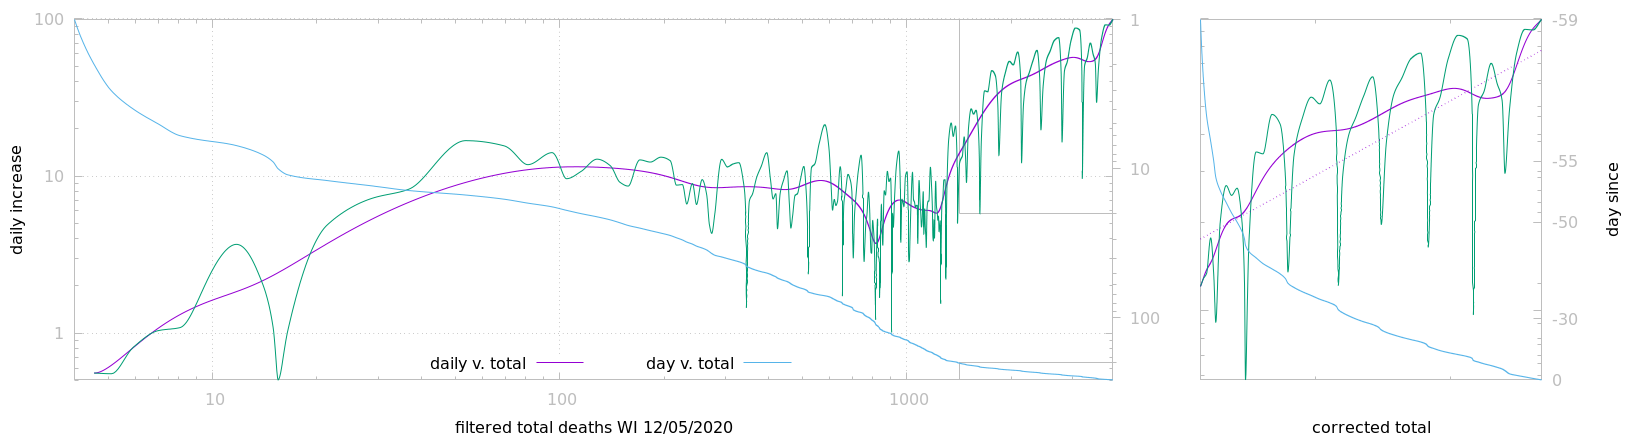 100
10
1
daily increase
10
100
1000
filtered total deaths WI 12/05/2020
daily v. total
day v. total
1
10
100
-59
-55
-50
-30
0
day since
corrected total